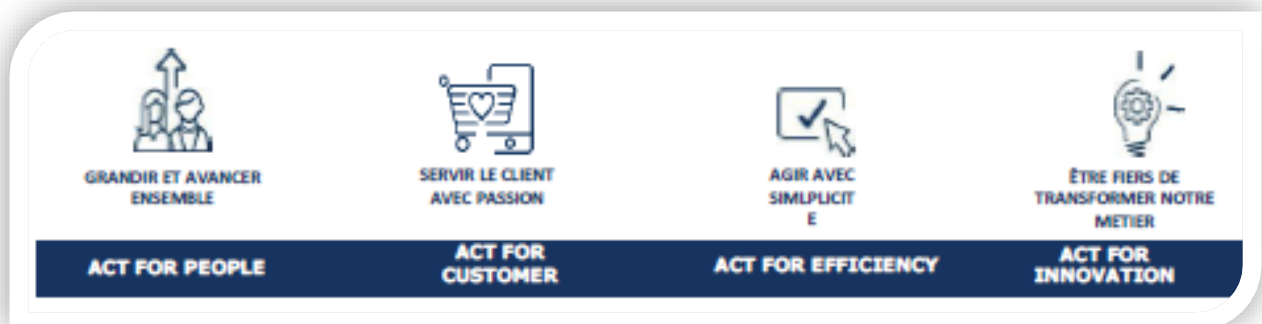 GRANDIR ET AVANCER
ENSEMBLE
ACT FOR PEOPLE
SERVIR LE CLIENT
AVEC PASSION
ACT FOR
CUSTOMER
AGIR AVEC
SIMLPLICIT
E
ACT FOR EFFICIENCY
ÊTRE FIERS DE
TRANSFORMER NOTRE
METIER
ACT FOR
INNOVATION